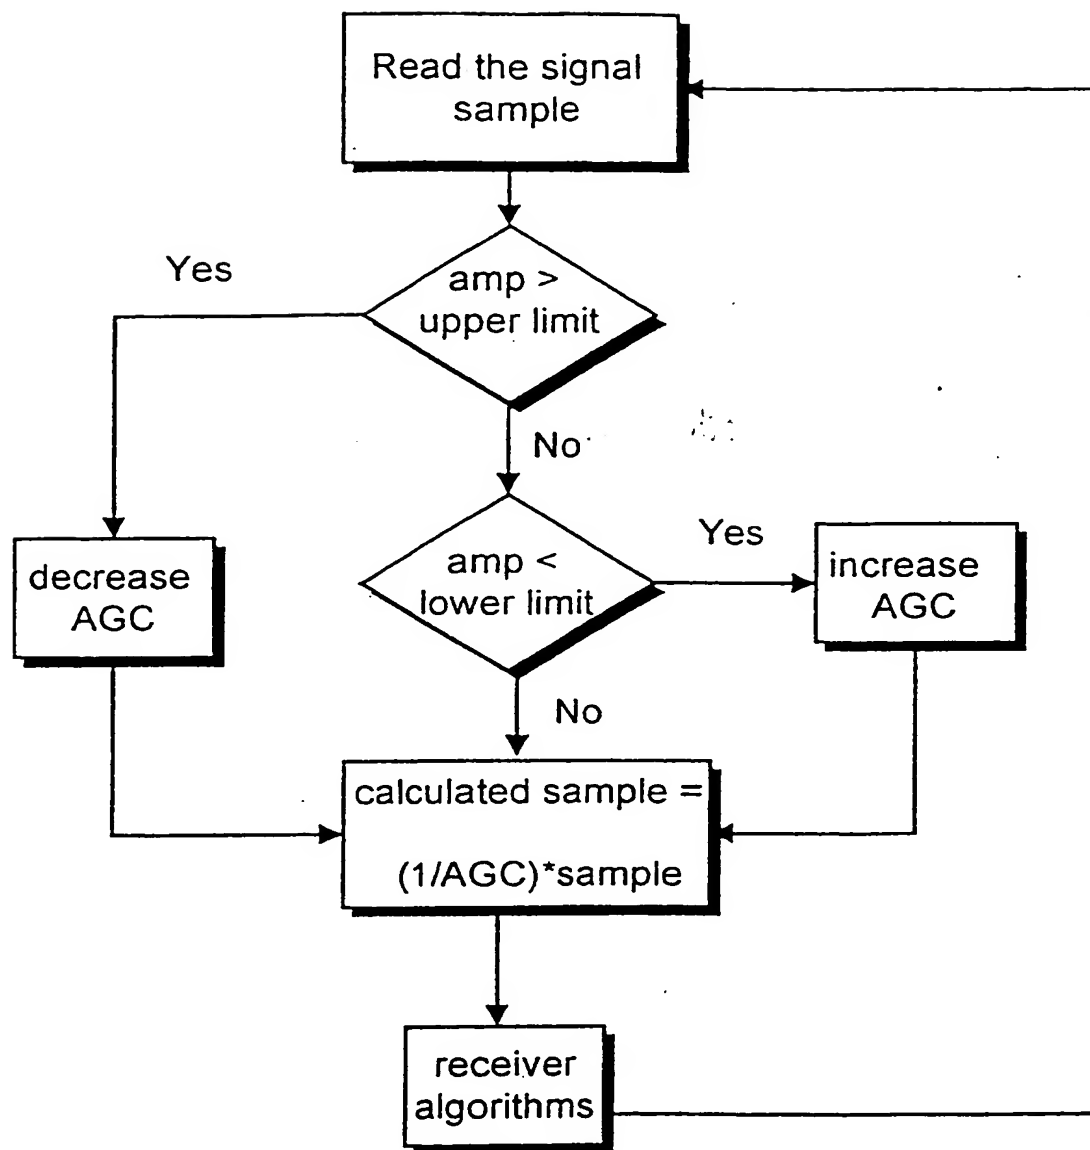 Read the signal
sample
amp >
upper limit
Yes
No
amp <
lower limit
Yes
decrease
AGC
increase
AGC
No
calculated sample =
(1/AGC)*sample
receiver
algorithms